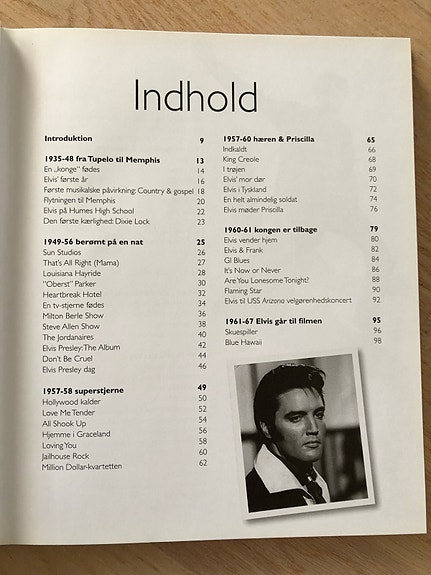 Indhold
Introduktion 9
1935-48 fra Tupelo til Memphis 13
En „konge" fødes 14
Elvis' første år 16
Første musikalske påvirkning: Country & gospel 18
Flytningen til Memphis 20
Elvis på Humes High School 22
Den første kærlighed: Dixie Lock 23
1949-56 berømt på en nat 25
Sun Studios 26
That's All Right (Mama) 27
Louisiana Hayride 28
"Oberst" Parker 30
Heartbreak Hotel 32
En tv-stjerne fødes 34
Milton Berle Show 36
Steve Allen Show 38
The Jordanaires 40
Elvis Presley: The Album 42
Don't Be Cruel 44
Elvis Presley dag 46
1957-58 superstjerne 49
Hollywood kalder 50
Love Me Tender 52
All Shook Up 54
Hjemme i Graceland 56
Loving You 58
Jailhouse Rock 60
Million Dollar-kvartetten 62
1957-60 hæren & Priscilla 65
Indkaldt 66
King Creole 68
I trøjen 69
Elvis' mor dør 70
Elvis i Tyskland 72
En helt almindelig soldat 74
Elvis møder Priscilla 76
1960-61 kongen er tilbage 79
Elvis vender hjem 80
Elvis & Frank 82
GI Blues 84
It's Now or Never 86
Are You Lonesome Tonight? 88
Flaming Star 90
Elvis til USS Arizona velgørenhedskoncert 92
1961-67 Elvis går til filmen 95
Skuespiller 96
Blue Hawaii 98